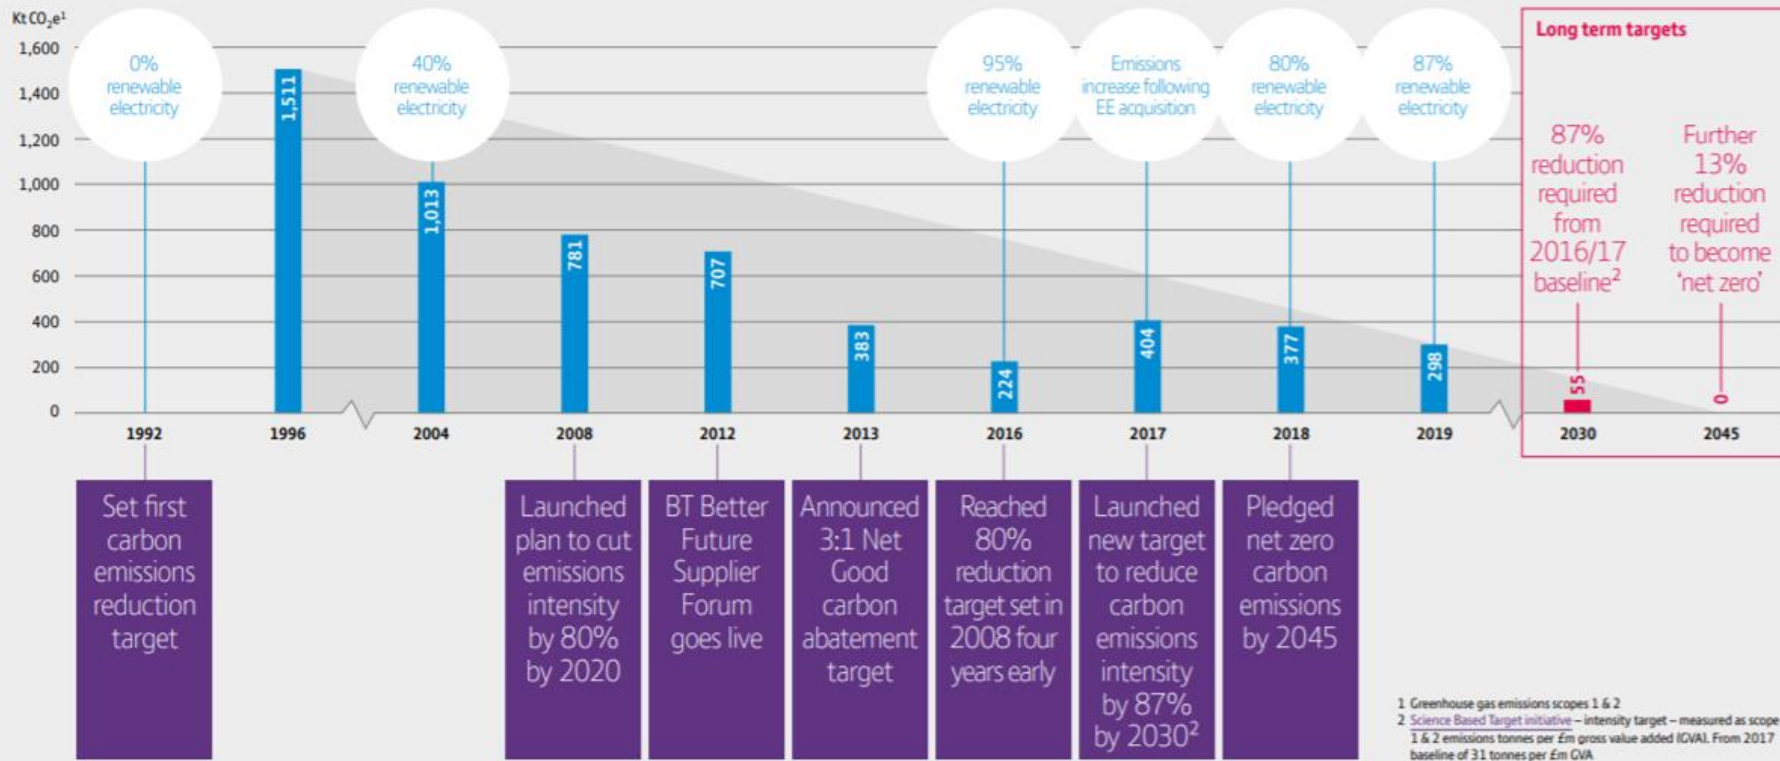 Kt CO₂e¹
1,600
1,400
1,200
1,000
800
600
400
200
0
0%
renewable
electricity
40%
renewable
electricity
95%
renewable
electricity
Emissions
increase following
EE acquisition
80%
renewable
electricity
87%
renewable
electricity
Long term targets
87%
reduction
required
from
2016/17
baseline²
Further
13%
reduction
required
to become
‘net zero’
1,511
1,013
781
707
383
224
404
377
298
55
0
1992
1996
2004
2008
2012
2013
2016
2017
2018
2019
2030
2045
Set first
carbon
emissions
reduction
target
Launched
plan to cut
emissions
intensity
by 80%
by 2020
BT Better
Future
Supplier
Forum
goes live
Announced
3:1 Net
Good
carbon
abatement
target
Reached
80%
reduction
target set in
2008 four
years early
Launched
new target
to reduce
carbon
emissions
intensity
by 87%
by 2030²
Pledged
net zero
carbon
emissions
by 2045
1 Greenhouse gas emissions scopes 1 & 2
2 Science Based Target initiative – intensity target – measured as scope
1 & 2 emissions tonnes per £m gross value added (GVA). From 2017
baseline of 31 tonnes per £m GVA